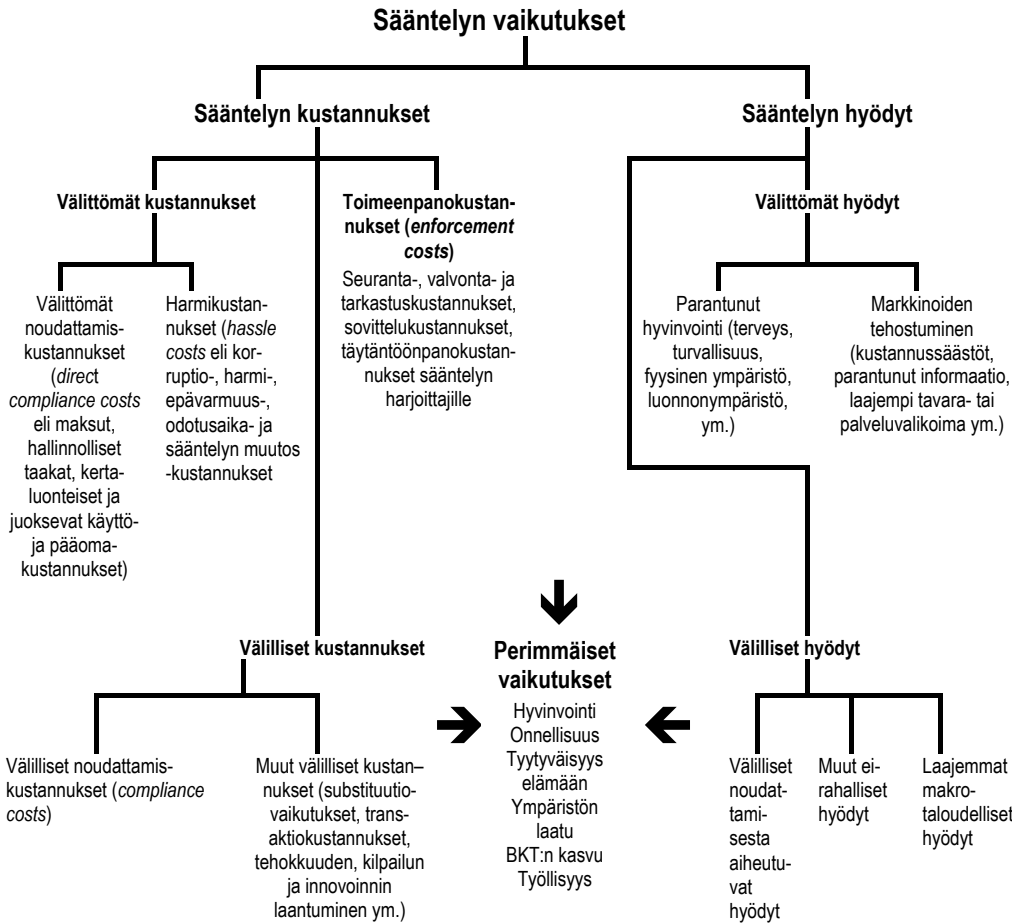 Sääntelyn vaikutukset
Sääntelyn kustannukset
Sääntelyn hyödyt
Välittömät kustannukset
Toimeenpanokustan-
nukset (enforcement
costs)
Seuranta-, valvonta- ja
tarkastuskustannukset,
sovittelukustannukset,
täytäntöönpanokustan-
nukset sääntelyn
harjoittajille
Välittömät hyödyt
Välittömät
noudattamis-
kustannukset
(direct
compliance costs
eli maksut,
hallinnolliset
taakat, kerta-
luonteiset ja
juoksevat käyttö-
ja pääoma-
kustannukset)
Harmikustan-
nukset (hassle
costs eli kor-
ruptio-, harmi-,
epävarmuus-,
odotusaika- ja
sääntelyn muutos
-kustannukset
Parantunut
hyvinvointi (terveys,
turvallisuus,
fyysinen ympäristö,
luonnonympäristö,
ym.)
Markkinoiden
tehostuminen
(kustannussäästöt,
parantunut informaatio,
laajempi tavara- tai
palveluvalikoima ym.)
Välilliset kustannukset
Perimmäiset
vaikutukset
Hyvinvointi
Onnellisuus
Tyytyväisyys
elämään
Ympäristön
laatu
BKT:n kasvu
Työllisyys
Välilliset hyödyt
Välilliset noudattamis-
kustannukset (compliance
costs)
Muut välilliset kustan–
nukset (substituutio-
vaikutukset, trans-
aktiokustannukset,
tehokkuuden, kilpailun
ja innovoinnin
laantuminen ym.)
Välilliset
noudat-
tami-
sesta
aiheutu-
vat
hyödyt
Muut ei-
rahalliset
hyödyt
Laajemmat
makro-
taloudelliset
hyödyt